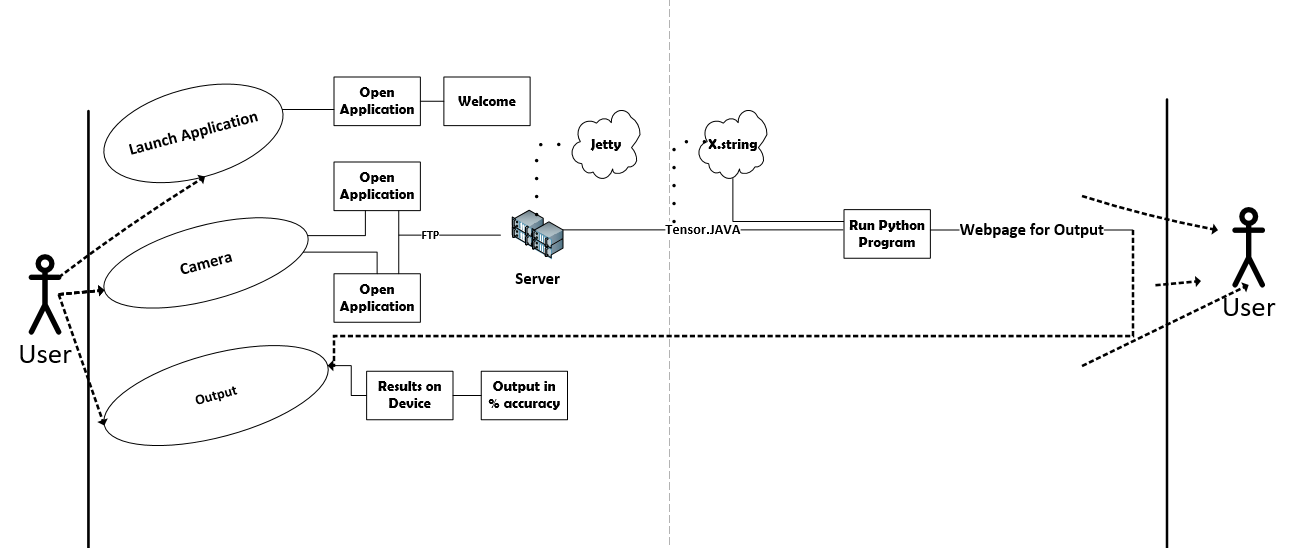 Open
Application
Welcome
Launch Application
Jetty
X.string
Open
Application
FTP
Tensor.JAVA
Run Python
Program
Webpage for Output
Camera
Server
Open
Application
User
User
Output
Results on
Device
Output in
% accuracy